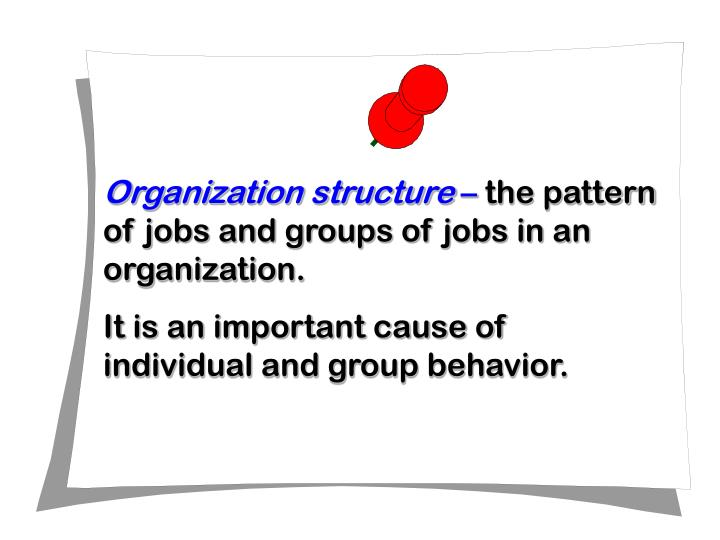 Organization structure – the pattern
of jobs and groups of jobs in an
organization.
It is an important cause of
individual and group behavior.